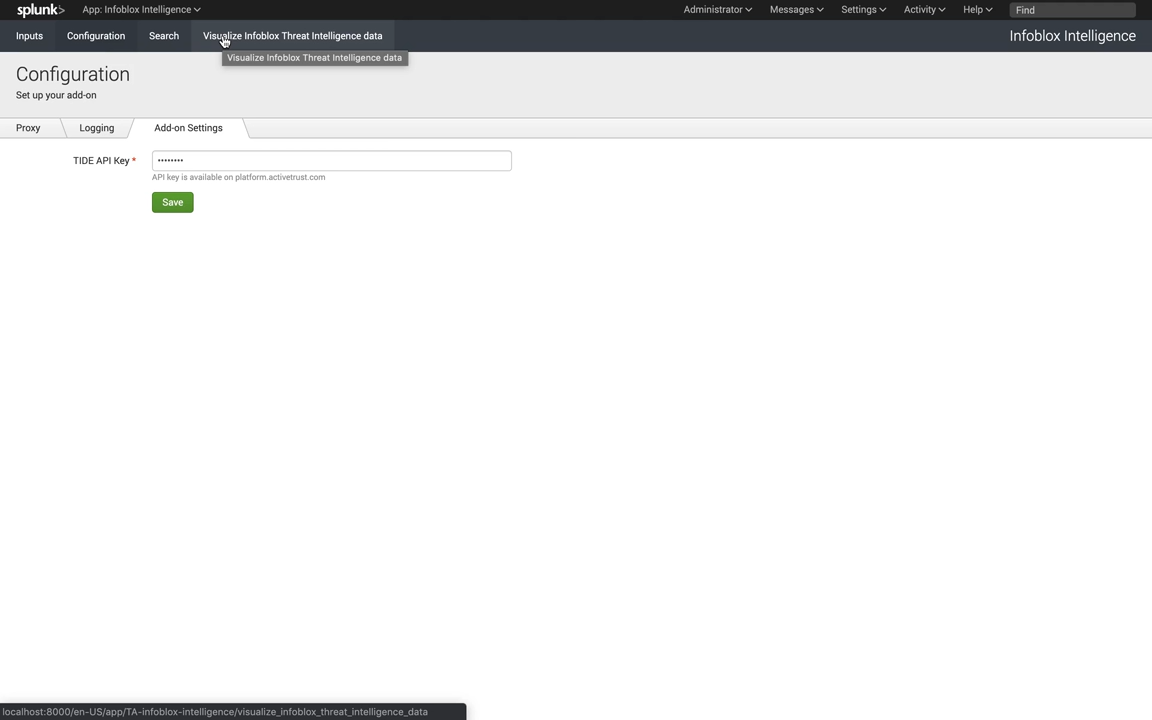 splunk> App: Infoblox Intelligence Administrator Messages Settings Activity Help Find
Inputs Configuration Search Visualize Infoblox Threat Intelligence data Infoblox Intelligence
Visualize Infoblox Threat Intelligence data
Configuration
Set up your add-on
Proxy Logging Add-on Settings
TIDE API Key * ••••••••
API key is available on platform.activetrust.com
Save
localhost:8000/en-US/app/TA-infoblox-intelligence/visualize_infoblox_threat_intelligence_data